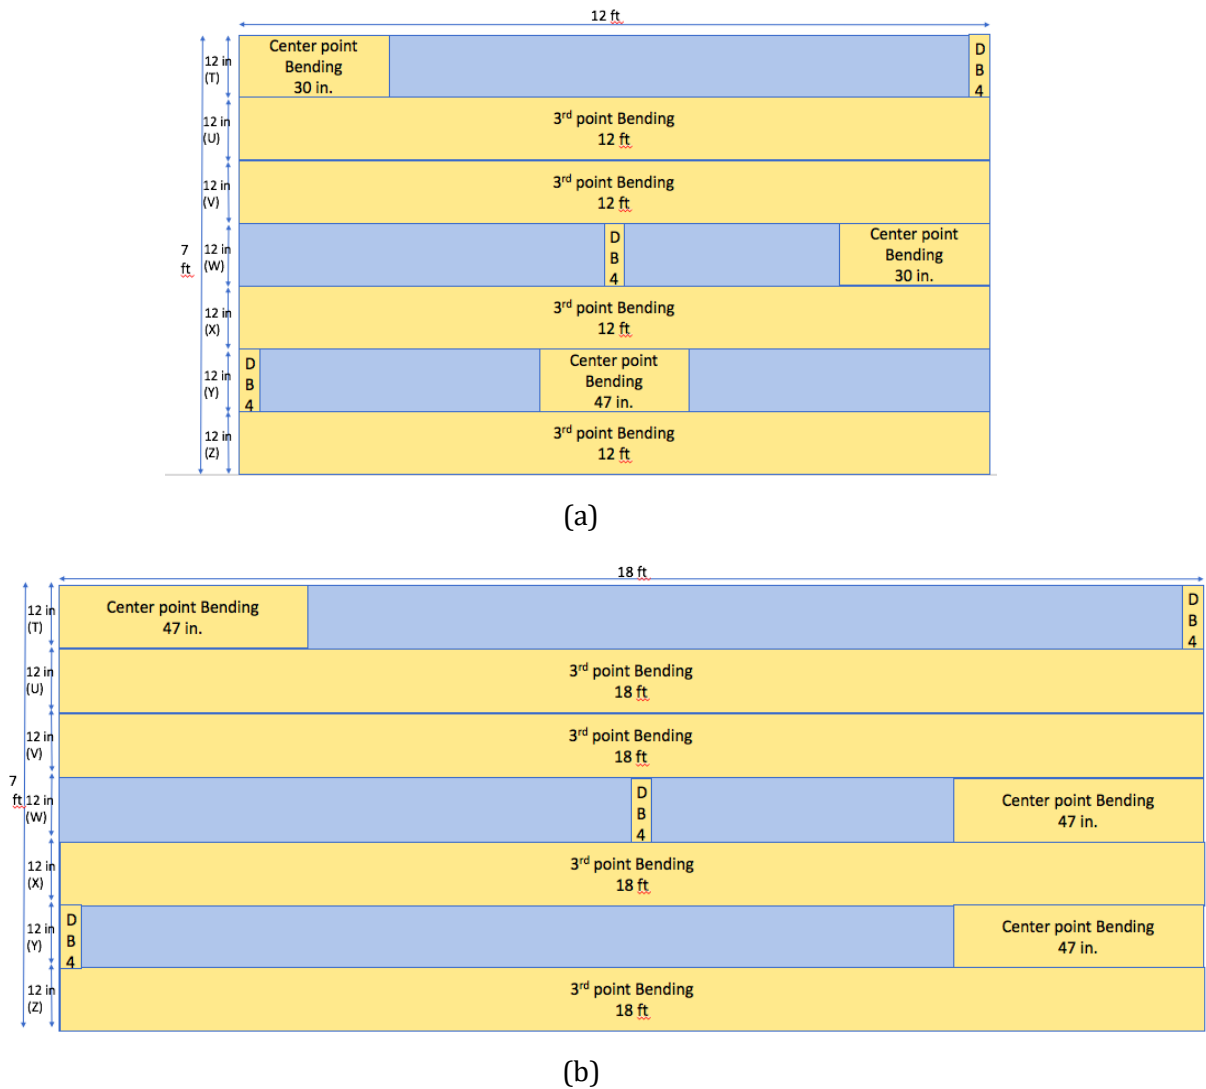 12 ft
12 in
(T)
Center point
Bending
30 in.
D
B
4
12 in
(U)
3rd point Bending
12 ft
12 in
(V)
3rd point Bending
12 ft
7
ft
12 in
(W)
D
B
4
Center point
Bending
30 in.
12 in
(X)
3rd point Bending
12 ft
12 in
(Y)
D
B
4
Center point
Bending
47 in.
12 in
(Z)
3rd point Bending
12 ft
(a)
18 ft
12 in
(T)
Center point Bending
47 in.
D
B
4
12 in
(U)
3rd point Bending
18 ft
12 in
(V)
3rd point Bending
18 ft
7
ft
12 in
(W)
D
B
4
Center point Bending
47 in.
12 in
(X)
3rd point Bending
18 ft
12 in
(Y)
D
B
4
Center point Bending
47 in.
12 in
(Z)
3rd point Bending
18 ft
(b)